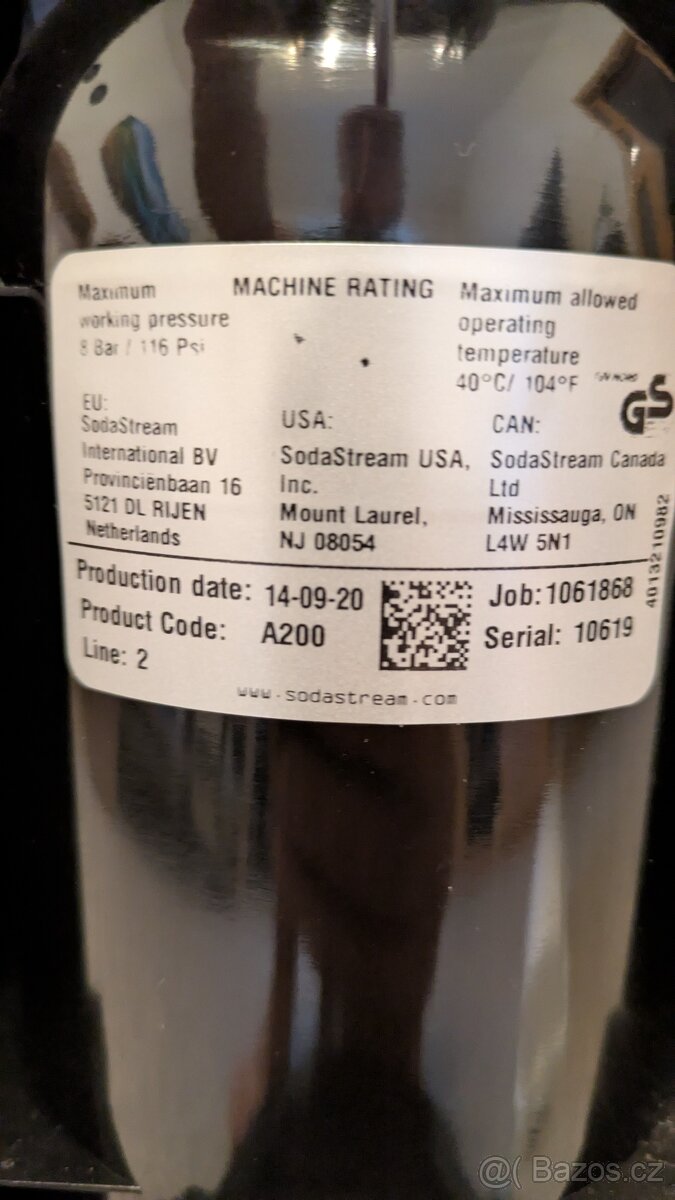 MACHINE RATING
Maximum
working pressure
8 Bar / 116 Psi
Maximum allowed
operating
temperature
40°C/ 104°F
GS
EU:
SodaStream
International BV
Provinciënbaan 16
5121 DL RIJEN
Netherlands
USA:
SodaStream USA,
Inc.
Mount Laurel,
NJ 08054
CAN:
SodaStream Canada
Ltd
Mississauga, ON
L4W 5N1
4013210982
Production date: 14-09-20
Product Code: A200
Line: 2
Job:1061868
Serial: 10619
www.sodastream.com
@( Bazoš.cz